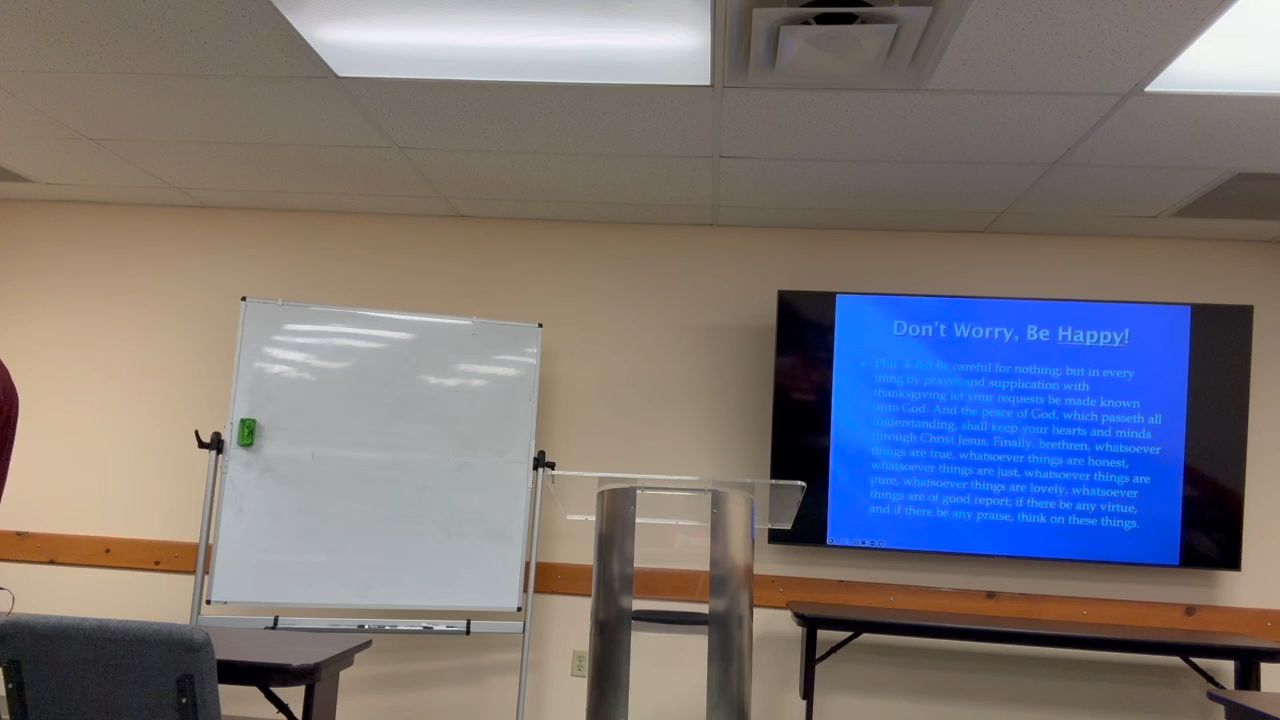 Don't Worry, Be Happy!
• Phil. 4:6-8 Be careful for nothing; but in every
thing by prayer and supplication with
thanksgiving let your requests be made known
unto God. And the peace of God, which passeth all
understanding, shall keep your hearts and minds
through Christ Jesus. Finally, brethren, whatsoever
things are true, whatsoever things are honest,
whatsoever things are just, whatsoever things are
pure, whatsoever things are lovely, whatsoever
things are of good report; if there be any virtue,
and if there be any praise, think on these things.